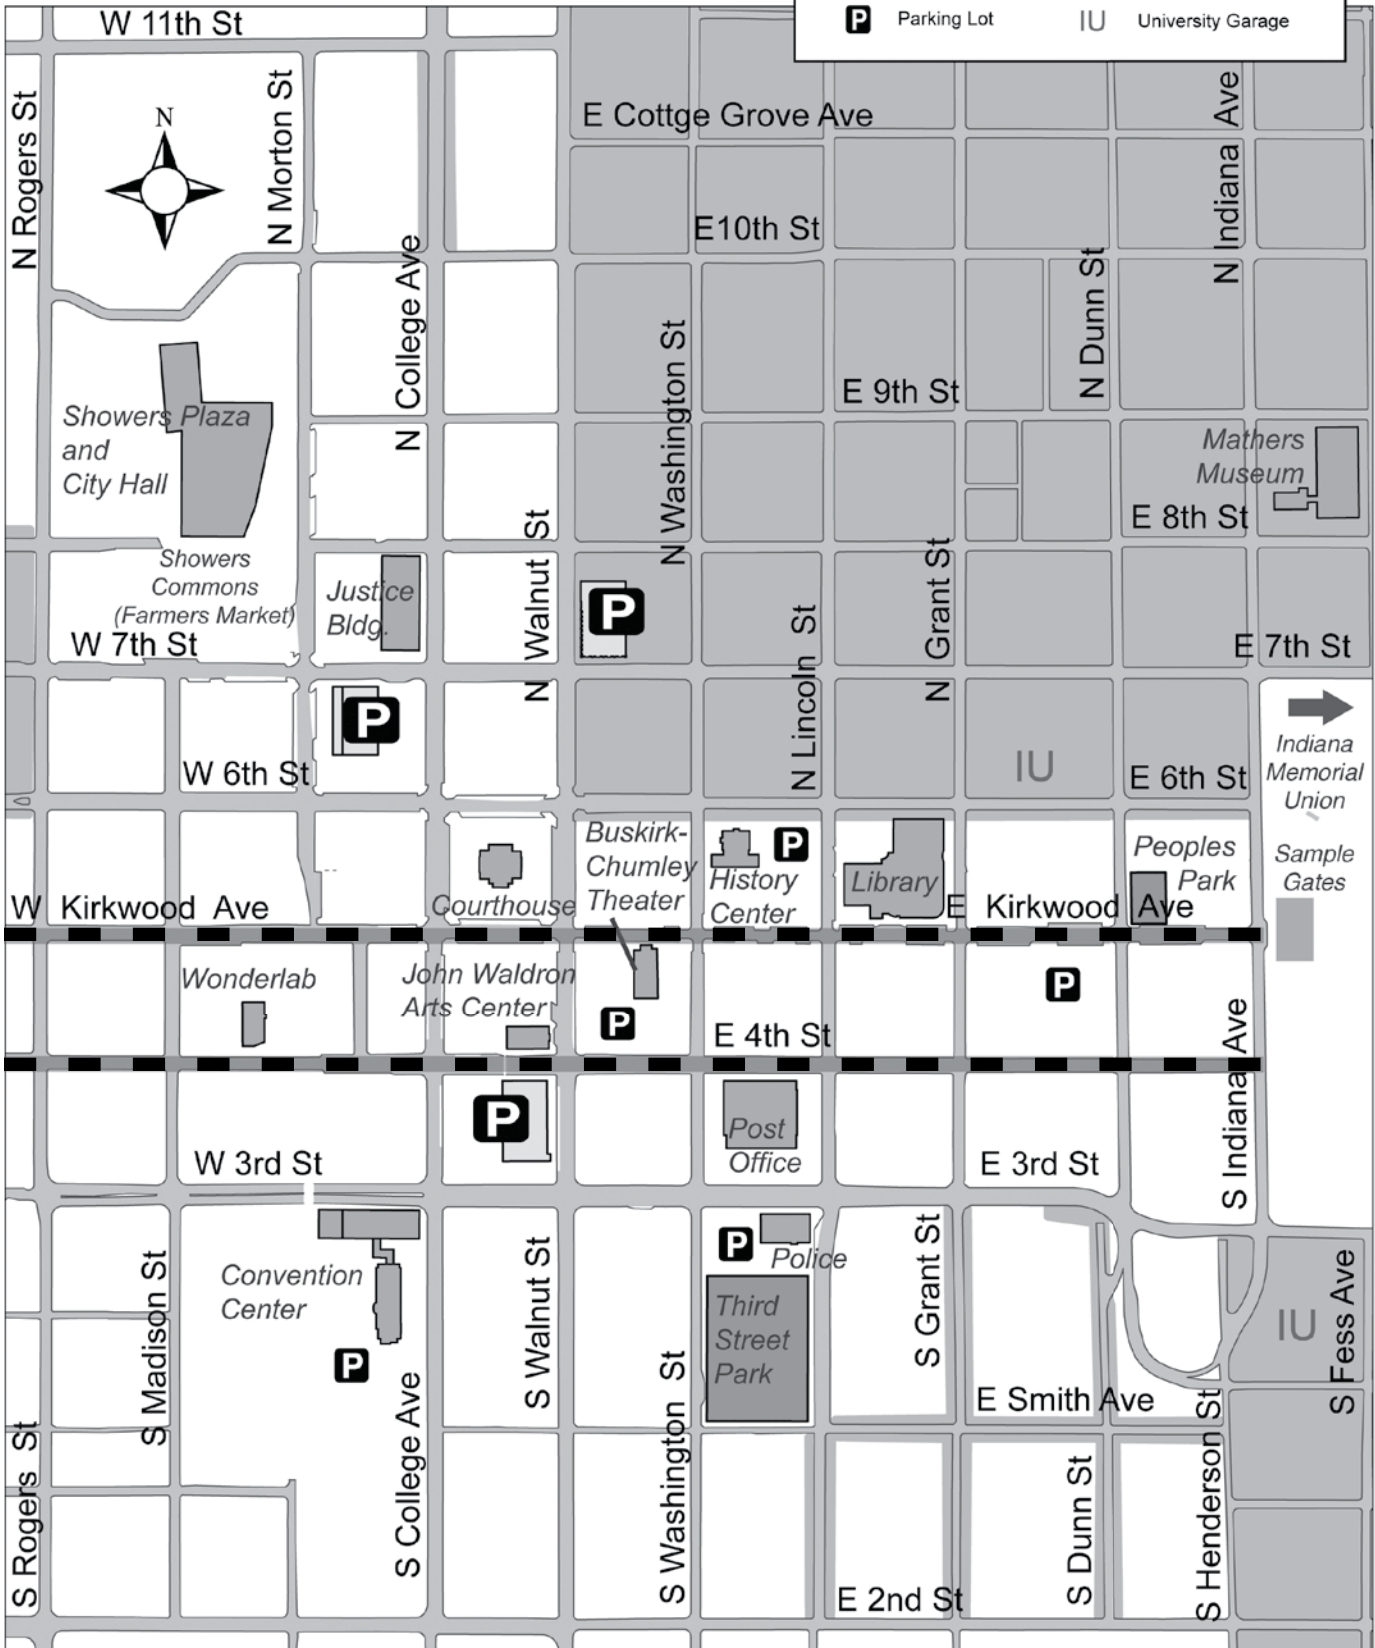 W 11th St
P Parking Lot
IU University Garage
N Rogers St
N
N Morton St
E Cottge Grove Ave
N Indiana Ave
E10th St
N College Ave
N Dunn St
N Washington St
E 9th St
Showers Plaza
and
City Hall
Mathers
Museum
E 8th St
N Walnut St
Showers
Commons
(Farmers Market)
Justice
Bldg.
P
N Grant St
N Lincoln St
W 7th St
E 7th St
P
Indiana
Memorial
Union
IU
W 6th St
E 6th St
Buskirk-
Chumley
Theater
P
History
Center
Library
Peoples
Park
Sample
Gates
Courthouse
W Kirkwood Ave
E Kirkwood Ave
Wonderlab
John Waldron
Arts Center
P
P
E 4th St
S Indiana Ave
P
Post
Office
W 3rd St
E 3rd St
P
Police
Convention
Center
P
Third
Street
Park
S Madison St
S College Ave
S Walnut St
S Washington St
S Grant St
IU
S Fess Ave
E Smith Ave
S Rogers St
S Dunn St
S Henderson St
E 2nd St